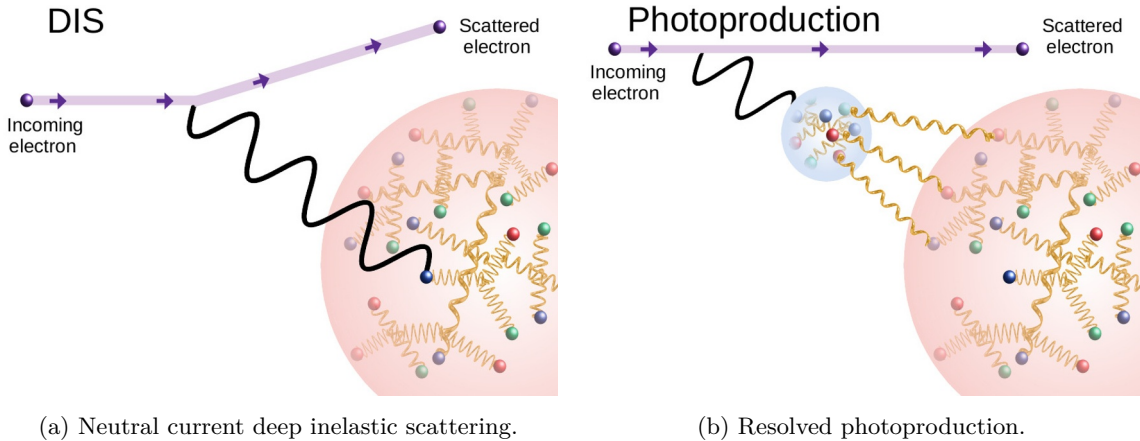 DIS
Scattered
electron
Incoming
electron
Photoproduction
Scattered
electron
Incoming
electron
(a) Neutral current deep inelastic scattering.
(b) Resolved photoproduction.